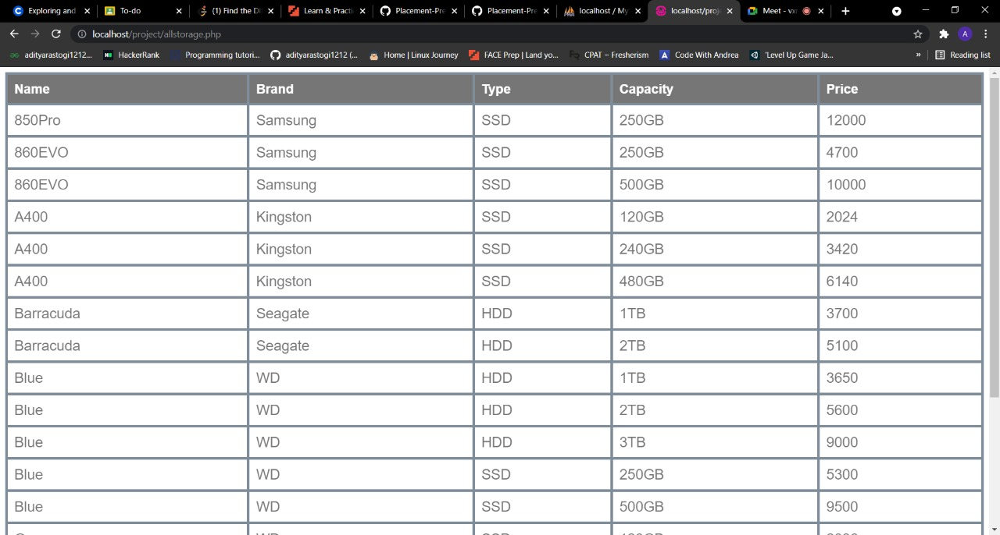 Exploring and To-do (1) Find the Di Learn & Practi Placement-Pre Placement-Pre localhost / My localhost/proj Meet - vxr
localhost/project/allstorage.php A
adityarastogi1212... HackerRank Programming tutori... adityarastogi1212 (... Home | Linux Journey FACE Prep | Land yo... CPAT – Fresherism Code With Andrea 'Level Up Game Ja... » Reading list
Name Brand Type Capacity Price
850Pro Samsung SSD 250GB 12000
860EVO Samsung SSD 250GB 4700
860EVO Samsung SSD 500GB 10000
A400 Kingston SSD 120GB 2024
A400 Kingston SSD 240GB 3420
A400 Kingston SSD 480GB 6140
Barracuda Seagate HDD 1TB 3700
Barracuda Seagate HDD 2TB 5100
Blue WD HDD 1TB 3650
Blue WD HDD 2TB 5600
Blue WD HDD 3TB 9000
Blue WD SSD 250GB 5300
Blue WD SSD 500GB 9500